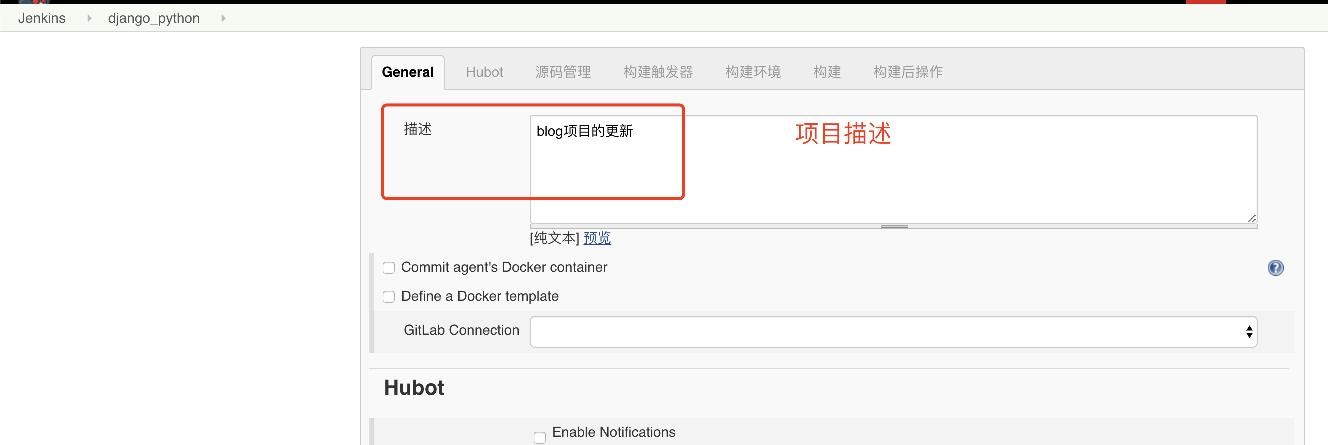 Jenkins django_python
General Hubot 源码管理 构建触发器 构建环境 构建 构建后操作
描述 blog项目的更新 项目描述
[纯文本] 预览
Commit agent's Docker container
Define a Docker template
GitLab Connection
Hubot
Enable Notifications